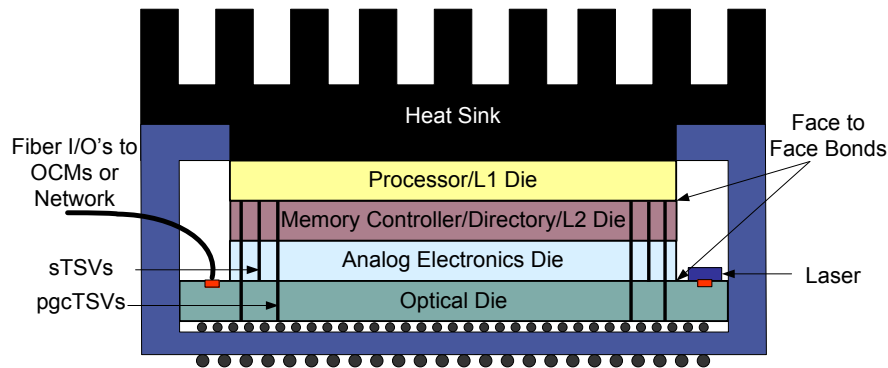 Heat Sink
Fiber I/O's to
OCMs or
Network
Face to
Face Bonds
Processor/L1 Die
Memory Controller/Directory/L2 Die
Analog Electronics Die
sTSVs
Laser
pgcTSVs
Optical Die